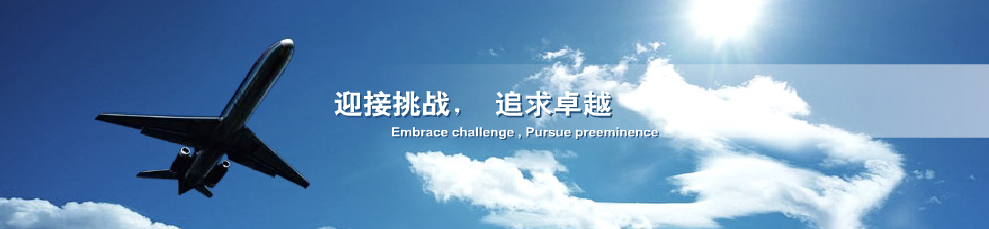 迎接挑战， 追求卓越
Embrace challenge , Pursue preeminence